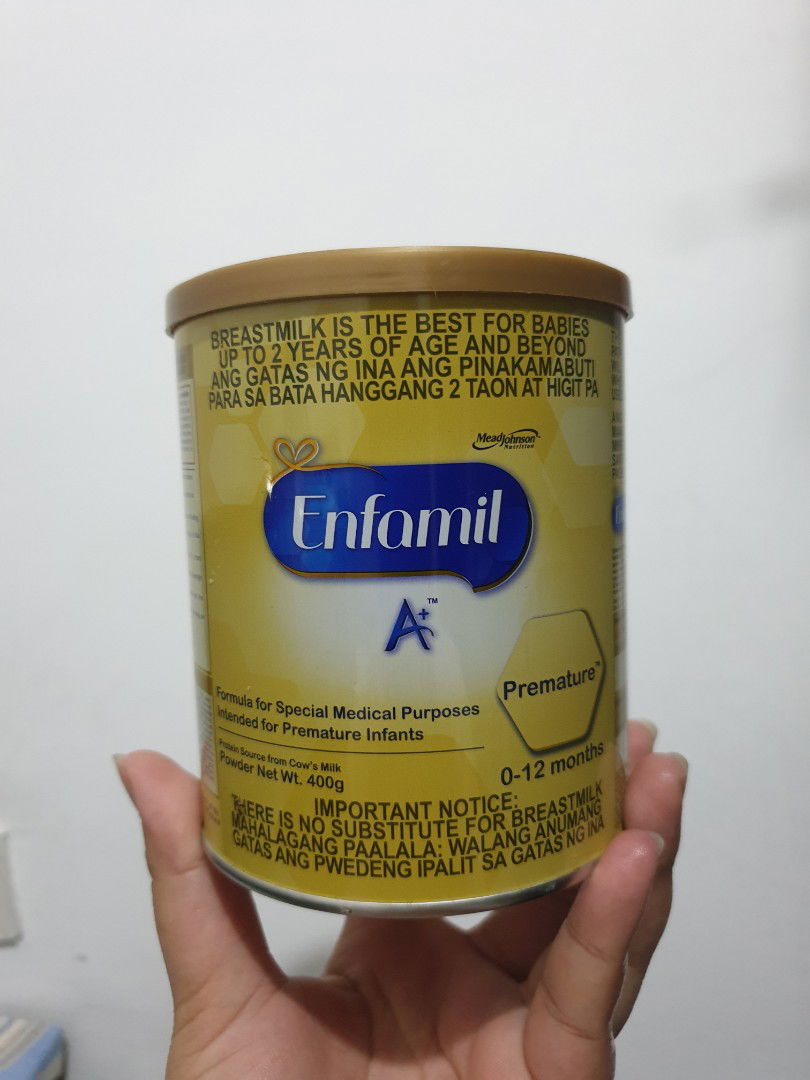 BREASTMILK IS THE BEST FOR BABIES
UP TO 2 YEARS OF AGE AND BEYOND
ANG GATAS NG INA ANG PINAKAMABUTI
PARA SA BATA HANGGANG 2 TAON AT HIGIT PA
MeadJohnson™
Nutrition
Enfamil
A+™
Premature™
Formula for Special Medical Purposes
Intended for Premature Infants
Protein Source from Cow's Milk
Powder Net Wt. 400g
0-12 months
IMPORTANT NOTICE:
THERE IS NO SUBSTITUTE FOR BREASTMILK
MAHALAGANG PAALALA: WALANG ANUMANG
GATAS ANG PWEDENG IPALIT SA GATAS NG INA